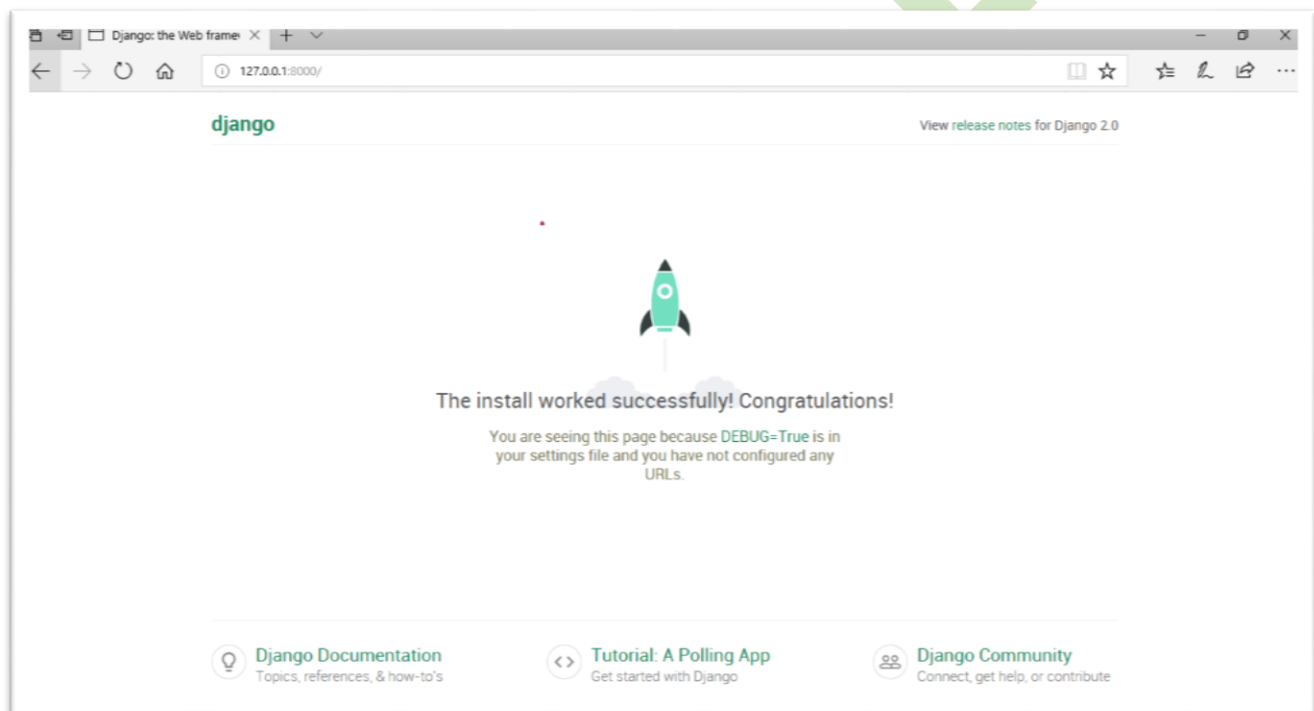 Django: the Web framew
127.0.0.1:8000/
django
View release notes for Django 2.0
The install worked successfully! Congratulations!
You are seeing this page because DEBUG=True is in
your settings file and you have not configured any
URLs.
Django Documentation
Topics, references, & how-to's
Tutorial: A Polling App
Get started with Django
Django Community
Connect, get help, or contribute